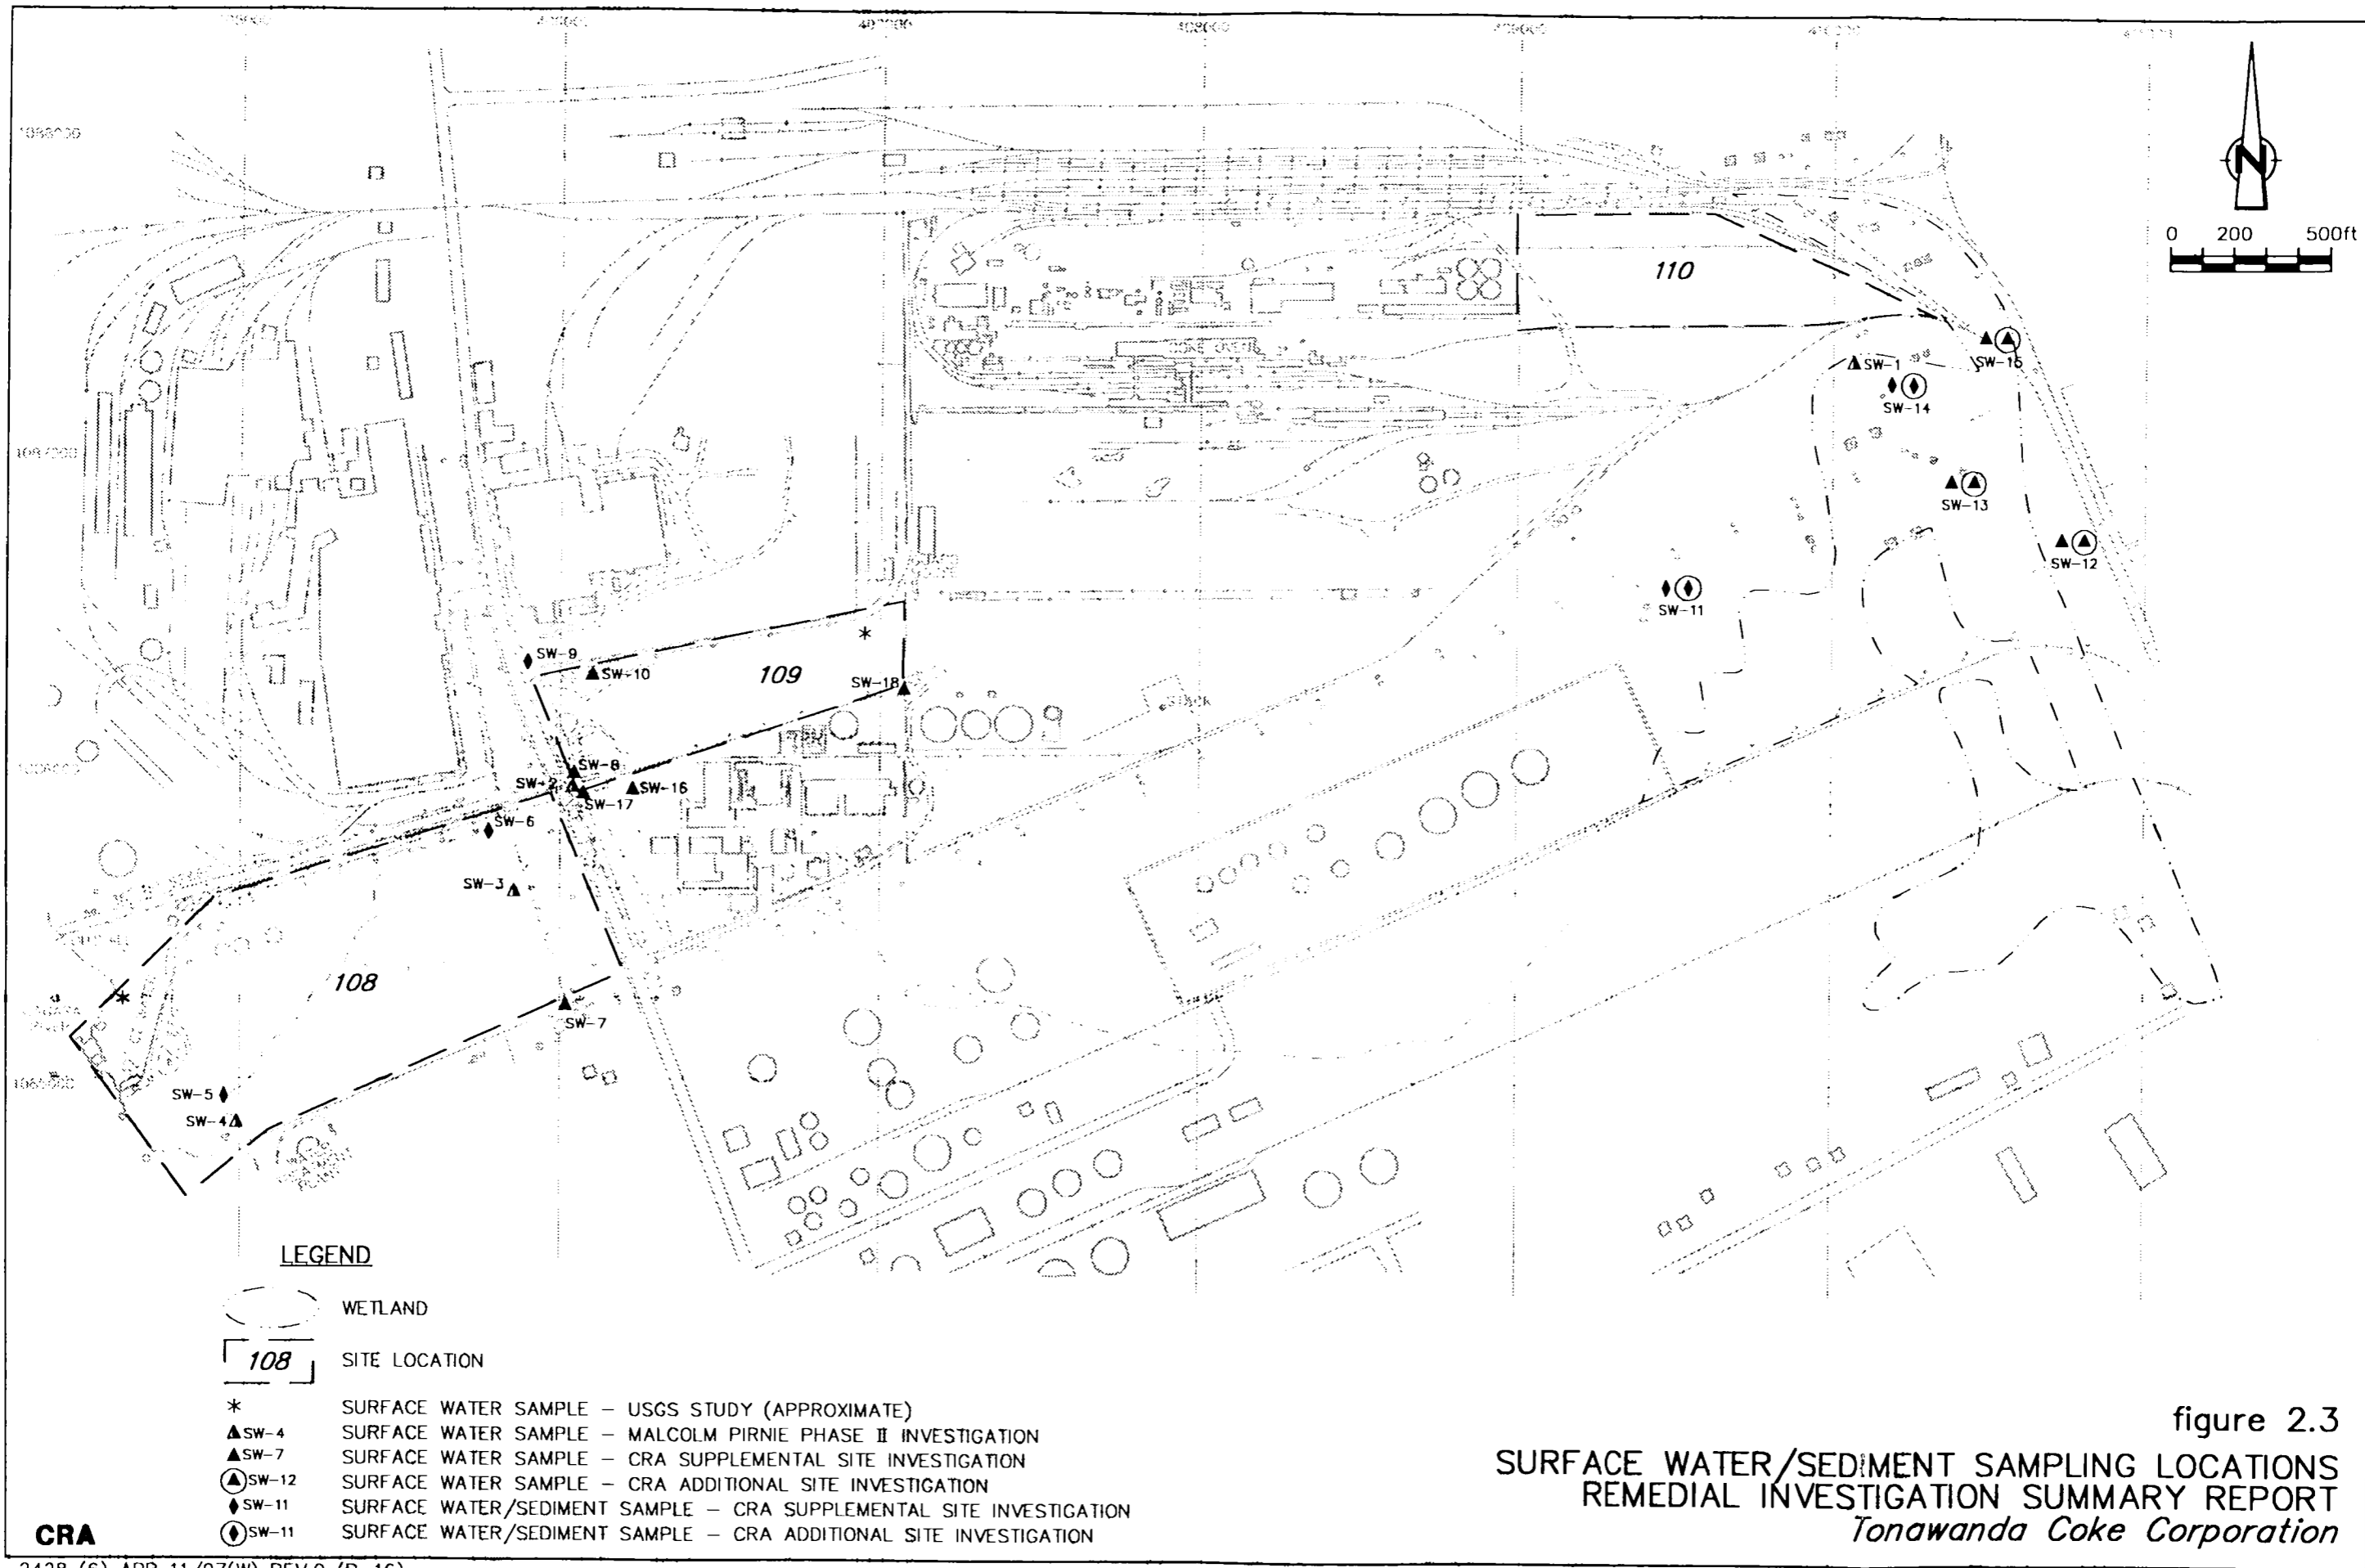 408000
1087000
N
0 200 500ft
110
SW-1
SW-15
SW-14
SW-13
SW-12
SW-11
SW-9
SW-10
109
SW-18
SW-8
SW-2
SW-16
SW-17
SW-6
SW-3
108
SW-7
SW-5
SW-4
LEGEND
WETLAND
108 SITE LOCATION
* SURFACE WATER SAMPLE – USGS STUDY (APPROXIMATE)
SW-4 SURFACE WATER SAMPLE – MALCOLM PIRNIE PHASE II INVESTIGATION
SW-7 SURFACE WATER SAMPLE – CRA SUPPLEMENTAL SITE INVESTIGATION
SW-12 SURFACE WATER SAMPLE – CRA ADDITIONAL SITE INVESTIGATION
SW-11 SURFACE WATER/SEDIMENT SAMPLE – CRA SUPPLEMENTAL SITE INVESTIGATION
SW-11 SURFACE WATER/SEDIMENT SAMPLE – CRA ADDITIONAL SITE INVESTIGATION
figure 2.3
SURFACE WATER/SEDIMENT SAMPLING LOCATIONS
REMEDIAL INVESTIGATION SUMMARY REPORT
Tonawanda Coke Corporation
CRA